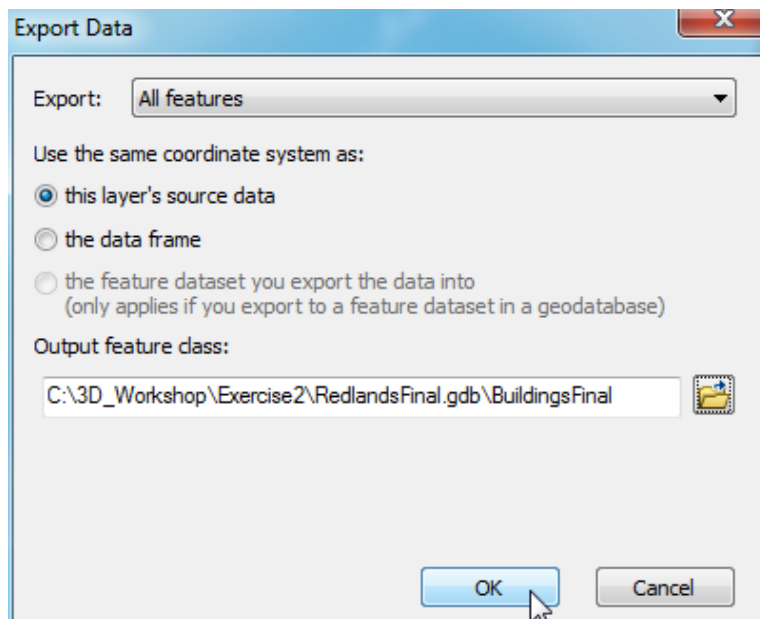 Export Data
Export: All features
Use the same coordinate system as:
this layer's source data
the data frame
the feature dataset you export the data into
(only applies if you export to a feature dataset in a geodatabase)
Output feature class:
C:\3D_Workshop\Exercise2\RedlandsFinal.gdb\BuildingsFinal
OK Cancel